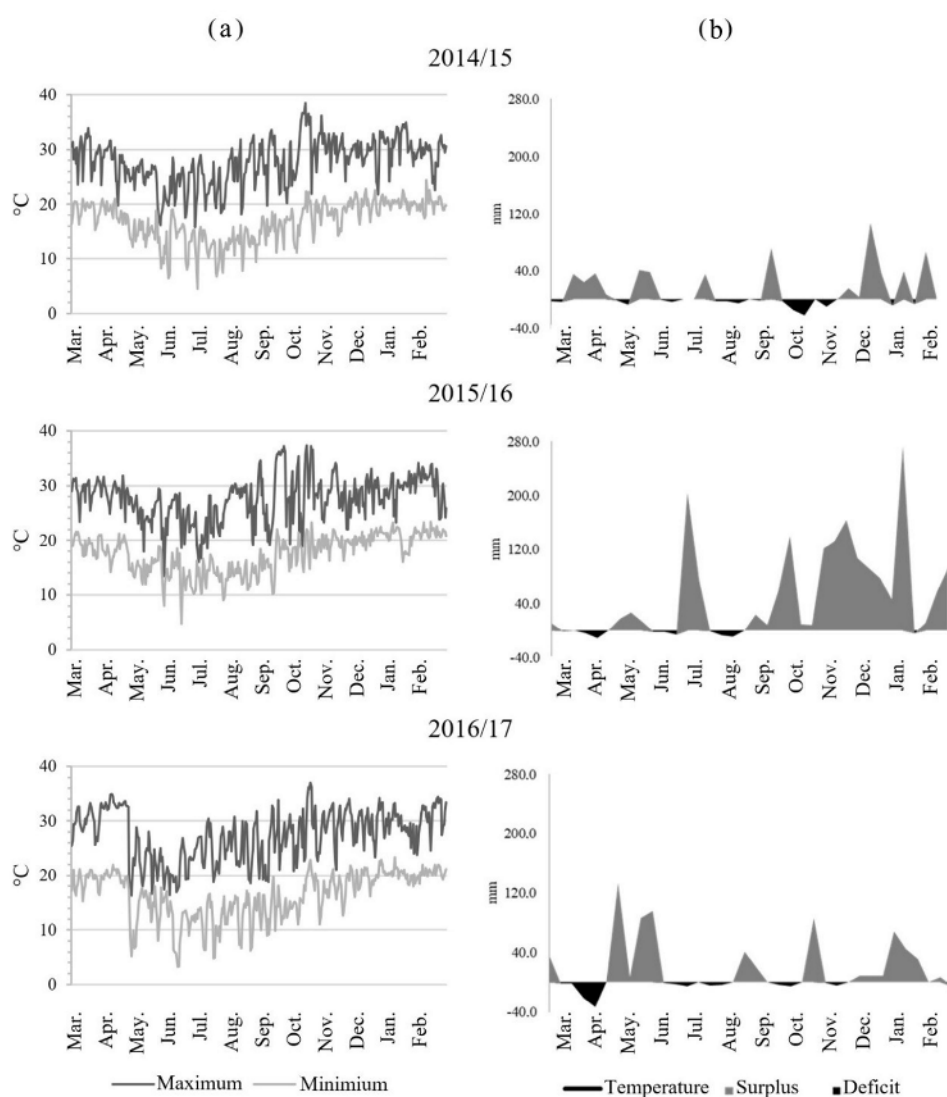 (a)
(b)
2014/15
40
30
20
10
0
°C
Mar. Apr. May. Jun. Jul. Aug. Sep. Oct. Nov. Dec. Jan. Feb.
280.0
200.0
120.0
40.0
-40.0
mm
Mar. Apr. May. Jun. Jul. Aug. Sep. Oct. Nov. Dec. Jan. Feb.
2015/16
40
30
20
10
0
°C
Mar. Apr. May. Jun. Jul. Aug. Sep. Oct. Nov. Dec. Jan. Feb.
280.0
200.0
120.0
40.0
-40.0
mm
Mar. Apr. May. Jun. Jul. Aug. Sep. Oct. Nov. Dec. Jan. Feb.
2016/17
40
30
20
10
0
°C
Mar. Apr. May. Jun. Jul. Aug. Sep. Oct. Nov. Dec. Jan. Feb.
280.0
200.0
120.0
40.0
-40.0
mm
Mar. Apr. May. Jun. Jul. Aug. Sep. Oct. Nov. Dec. Jan. Feb.
Maximum Minimium
Temperature Surplus Deficit